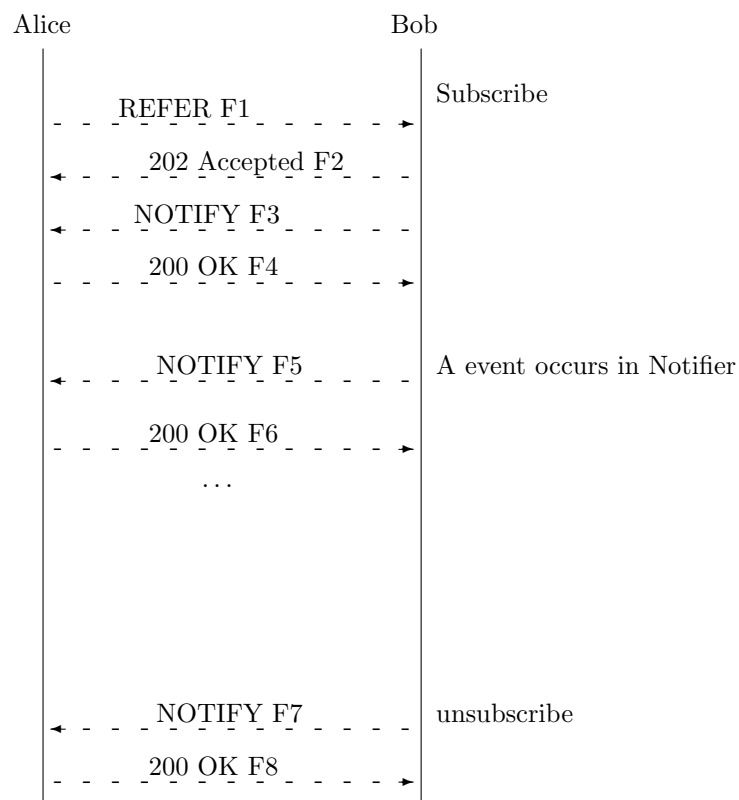 Alice
Bob
REFER F1
Subscribe
202 Accepted F2
NOTIFY F3
200 OK F4
NOTIFY F5
A event occurs in Notifier
200 OK F6
...
NOTIFY F7
unsubscribe
200 OK F8